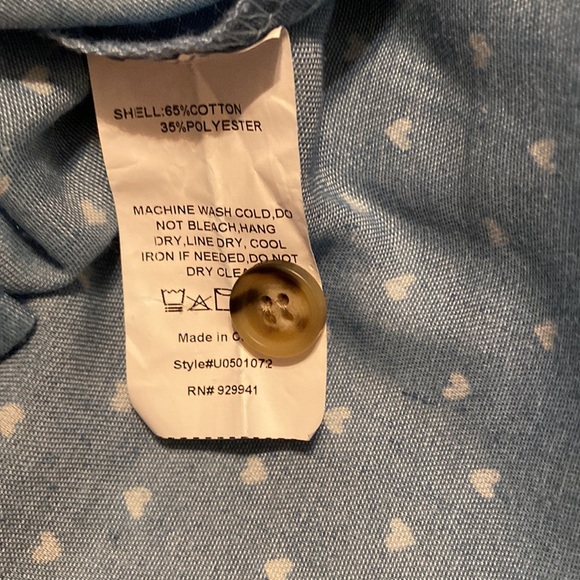 SHELL:65%COTTON
35%POLYESTER
MACHINE WASH COLD,DO
NOT BLEACH,HANG
DRY,LINE DRY, COOL
IRON IF NEEDED,DO NOT
DRY
Made in
Style#U0501072
RN# 929941